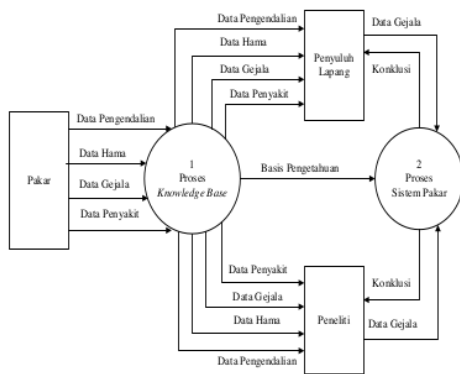 Data Pengendalian
Data Hama
Data Gejala
Data Penyakit
Penyuluh
Lapang
Data Gejala
Konklusi
Pakar
Data Pengendalian
Data Hama
Data Gejala
Data Penyakit
1
Proses
Knowledge Base
Basis Pengetahuan
2
Proses
Sistem Pakar
Data Penyakit
Data Gejala
Data Hama
Data Pengendalian
Peneliti
Konklusi
Data Gejala